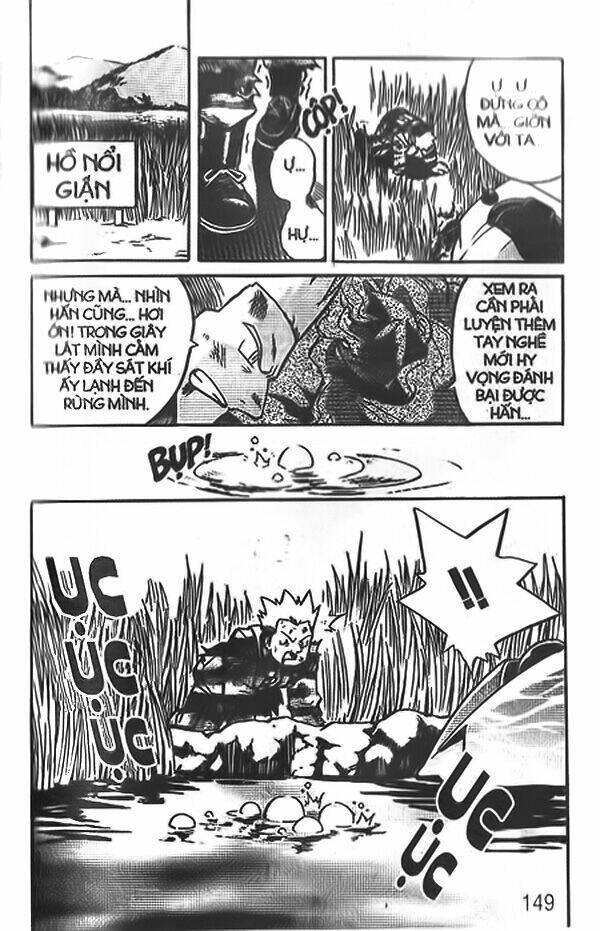 HỒ NỔI
GIẬN
CỘP!
Ự...
HỰ...
Ự Ư
ĐỪNG CÓ
MÀ... GIỠN
VỚI TA...
NHƯNG MÀ... NHÌN
HẮN CŨNG... HƠI
ỚN! TRONG GIÂY
LÁT MÌNH CẢM
THẤY ĐẦY SÁT KHÍ
ẤY LẠNH ĐẾN
RÙNG MÌNH.
XEM RA
CẦN PHẢI
LUYỆN THÊM
TAY NGHỀ
MỚI HY
VỌNG ĐÁNH
BẠI ĐƯỢC
HẮN...
BỤP!
!!
ỤC
ỤC
ỤC
ỤC
ỤC
149